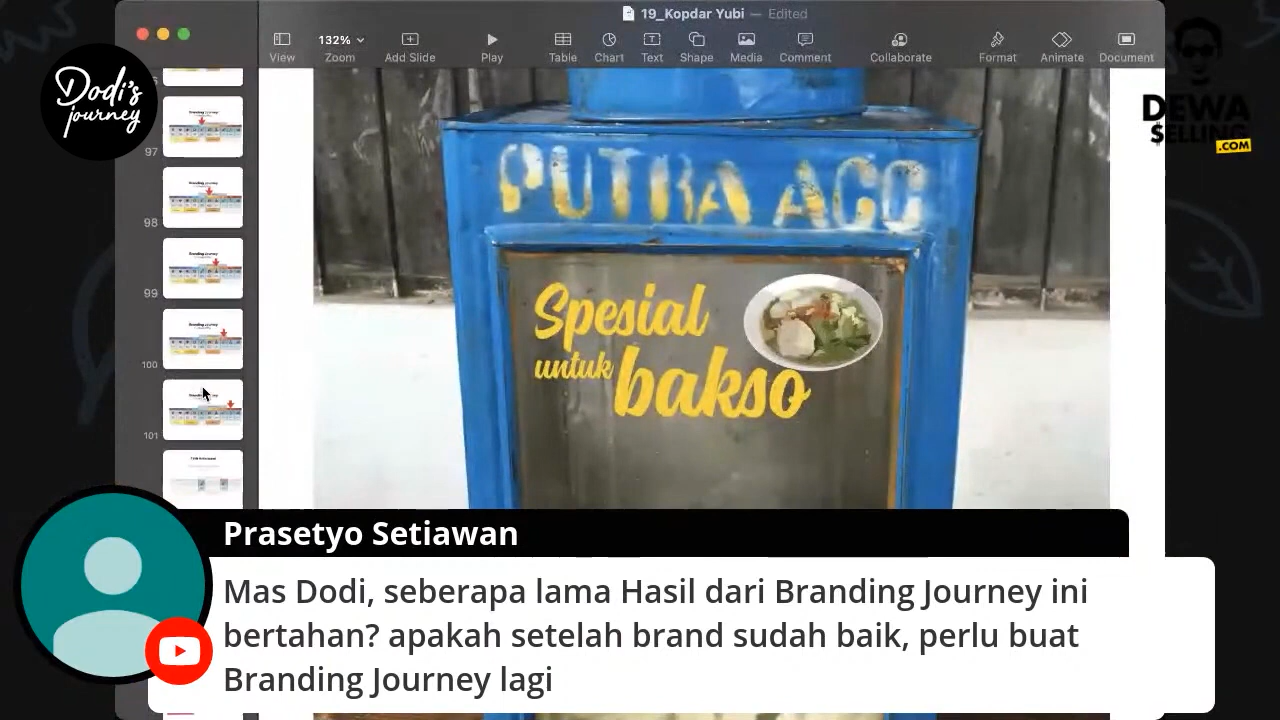 19_Kopdar Yubi — Edited
132%
View Zoom Add Slide Play Table Chart Text Shape Media Comment Collaborate Format Animate Document
Dodi's
journey
DEWA
SELLING
.COM
97
98
99
100
101
PUTRA AGG
Spesial
untuk bakso
Prasetyo Setiawan
Mas Dodi, seberapa lama Hasil dari Branding Journey ini
bertahan? apakah setelah brand sudah baik, perlu buat
Branding Journey lagi